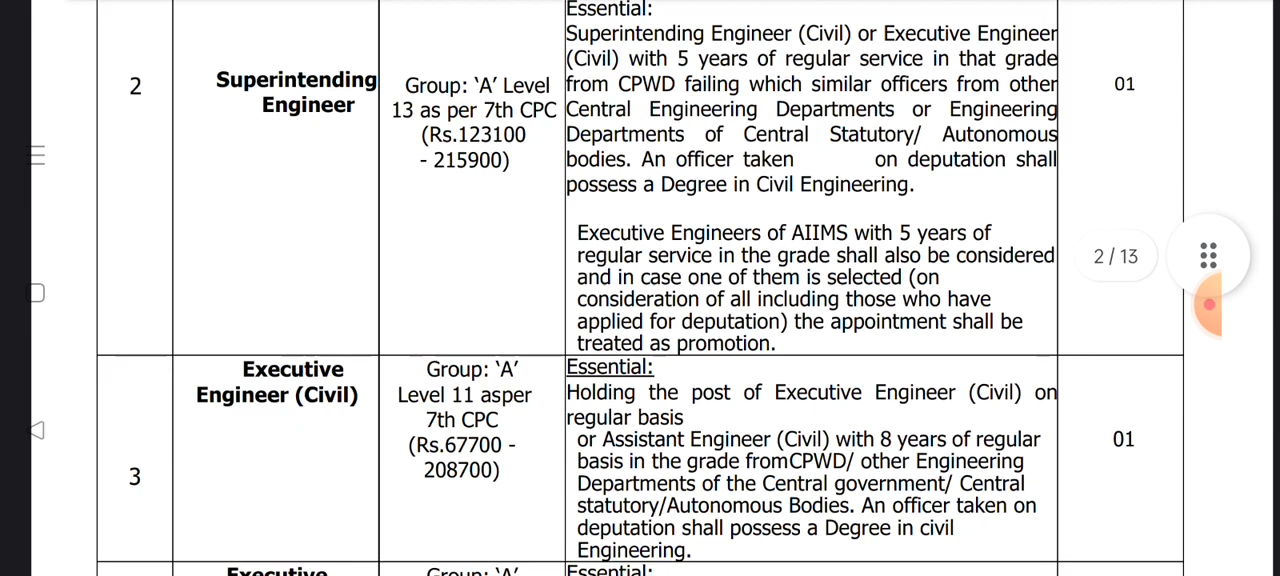 Essential:
Superintending Engineer (Civil) or Executive Engineer
(Civil) with 5 years of regular service in that grade
from CPWD failing which similar officers from other
Central Engineering Departments or Engineering
Departments of Central Statutory/ Autonomous
bodies. An officer taken on deputation shall
possess a Degree in Civil Engineering.
2
Superintending
Engineer
Group: ‘A’ Level
13 as per 7th CPC
(Rs.123100
- 215900)
01
Executive Engineers of AIIMS with 5 years of
regular service in the grade shall also be considered
and in case one of them is selected (on
consideration of all including those who have
applied for deputation) the appointment shall be
treated as promotion.
2 / 13
3
Executive
Engineer (Civil)
Group: ‘A’
Level 11 asper
7th CPC
(Rs.67700 -
208700)
Essential:
Holding the post of Executive Engineer (Civil) on
regular basis
or Assistant Engineer (Civil) with 8 years of regular
basis in the grade fromCPWD/ other Engineering
Departments of the Central government/ Central
statutory/Autonomous Bodies. An officer taken on
deputation shall possess a Degree in civil
Engineering.
01
Executive
Group: ‘A’
Essential: